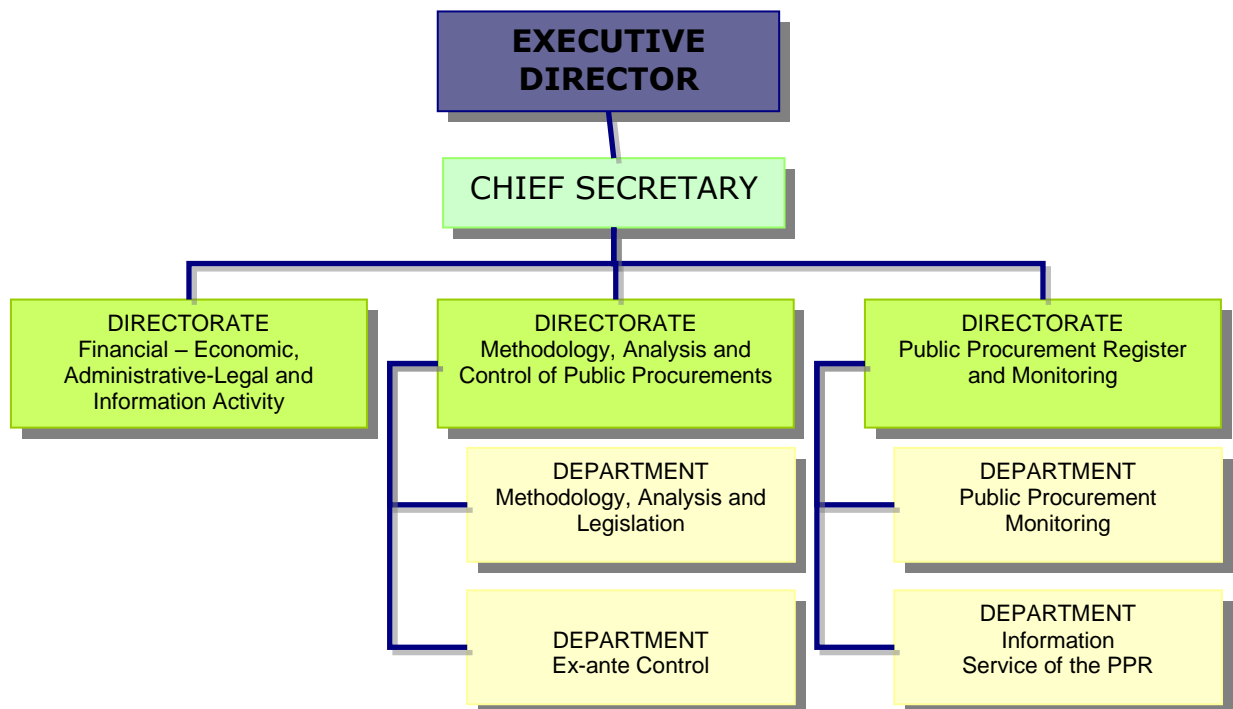 EXECUTIVE
DIRECTOR
CHIEF SECRETARY
DIRECTORATE
Financial – Economic,
Administrative-Legal and
Information Activity
DIRECTORATE
Methodology, Analysis and
Control of Public Procurements
DIRECTORATE
Public Procurement Register
and Monitoring
DEPARTMENT
Methodology, Analysis and
Legislation
DEPARTMENT
Public Procurement
Monitoring
DEPARTMENT
Ex-ante Control
DEPARTMENT
Information
Service of the PPR